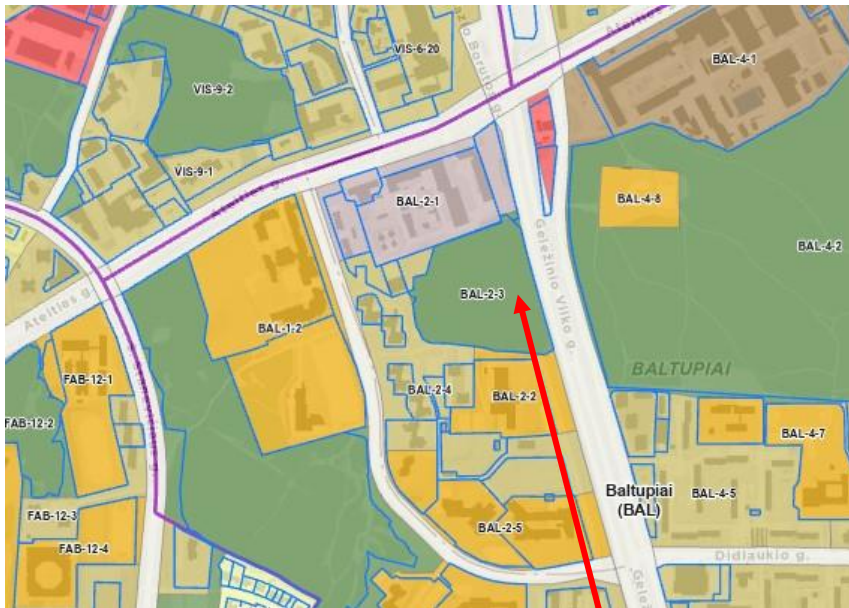 VIS-6-20
BAL-4-1
VIS-9-2
Ateities g.
VIS-9-1
Ateities g.
BAL-2-1
BAL-4-8
BAL-4-2
Geležinio Vilko g.
BAL-2-3
Ateities g.
BAL-1-2
BALTUPIAI
FAB-12-1
BAL-2-4
BAL-2-2
FAB-12-2
BAL-4-7
Baltupiai
(BAL)
BAL-4-5
FAB-12-3
BAL-2-5
FAB-12-4
Didlaukio g.